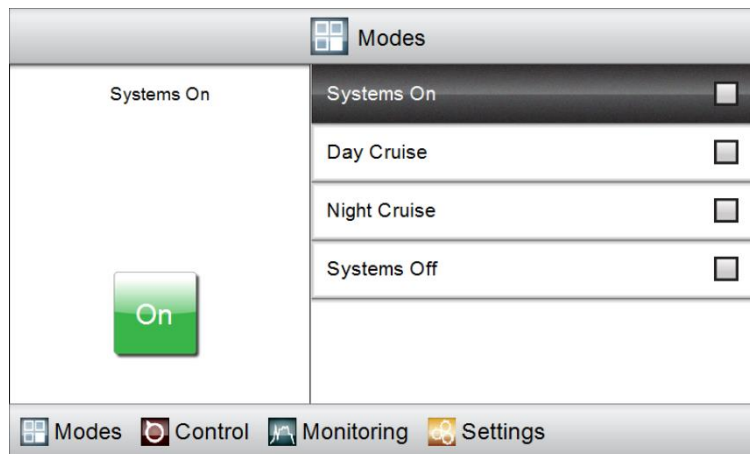 Modes
Systems On
Systems On
Day Cruise
Night Cruise
Systems Off
On
Modes Control Monitoring Settings